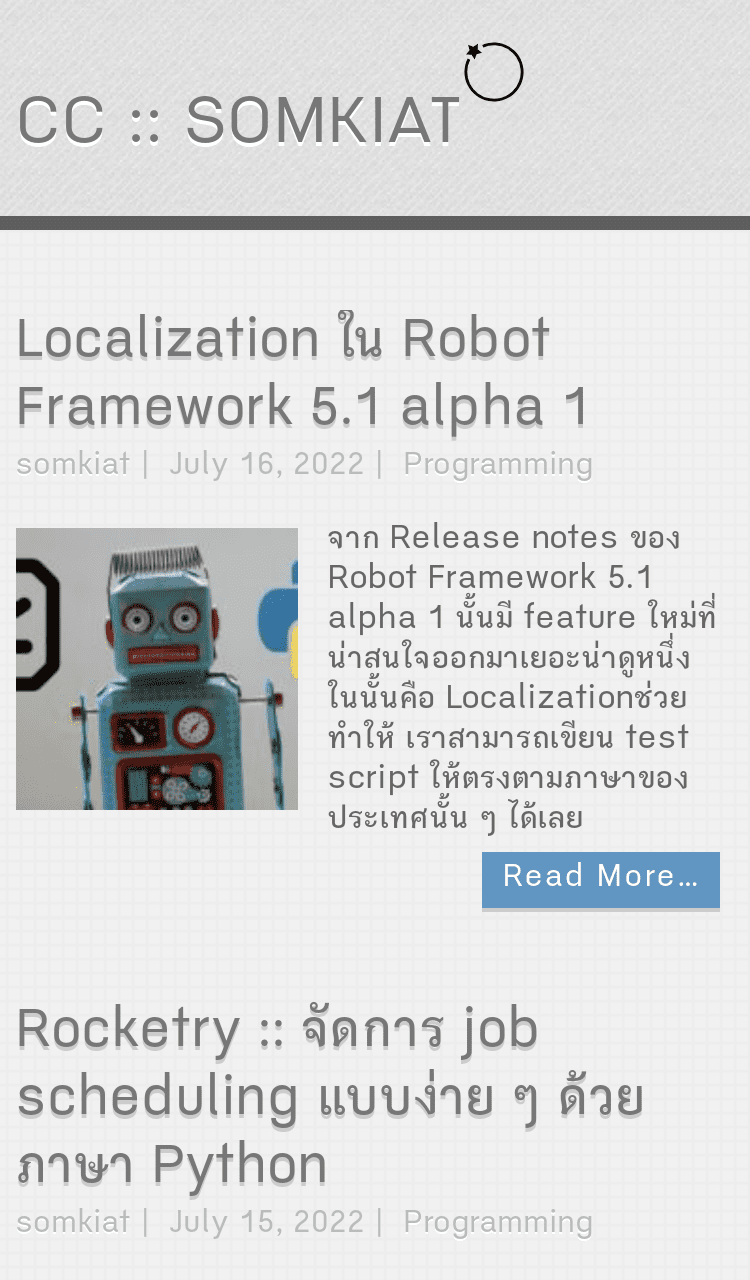 CC :: SOMKIAT
Localization ใน Robot
Framework 5.1 alpha 1
somkiat | July 16, 2022 | Programming
จาก Release notes ของ
Robot Framework 5.1
alpha 1 นั้นมี feature ใหม่ที่
น่าสนใจออกมาเยอะน่าดูหนึ่ง
ในนั้นคือ Localizationช่วย
ทำให้ เราสามารถเขียน test
script ให้ตรงตามภาษาของ
ประเทศนั้น ๆ ได้เลย
Read More…
Rocketry :: จัดการ job
scheduling แบบง่าย ๆ ด้วย
ภาษา Python
somkiat | July 15, 2022 | Programming